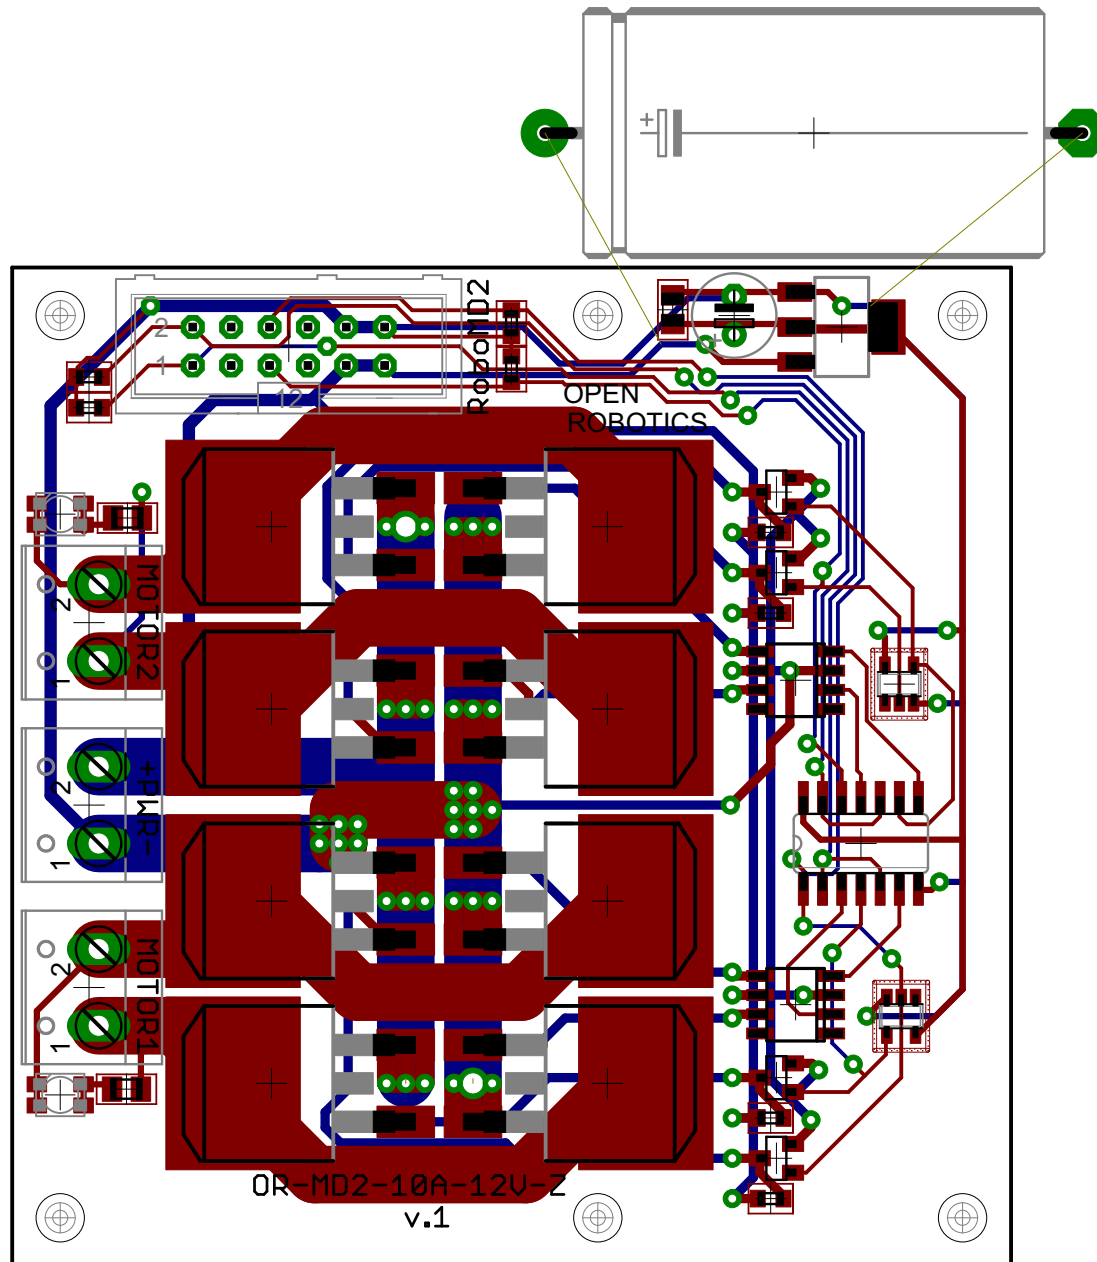 +
2
1
12
RoboMD2
+
OPEN
ROBOTICS
MOTOR2
2
1
+PWR-
2
1
MOTOR1
2
1
OR-MD2-10A-12V-Z
v.1